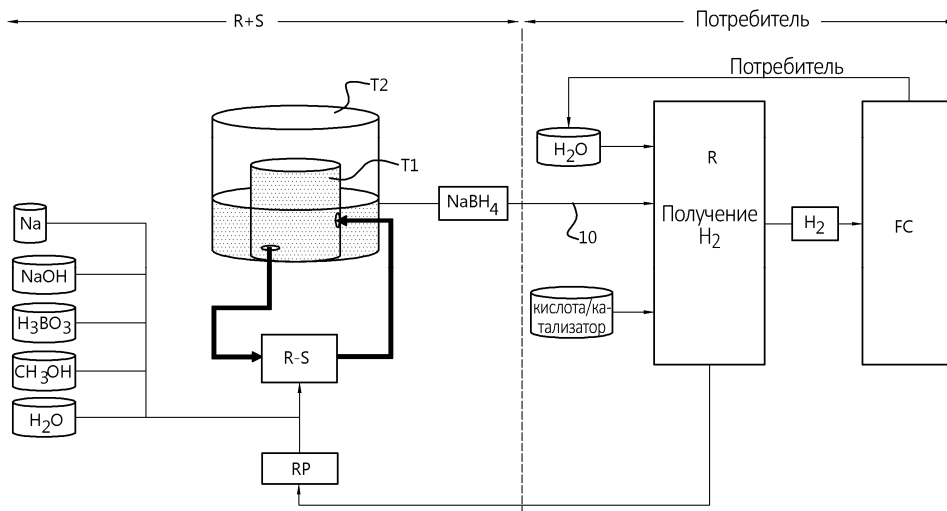 R+S
Потребитель
Потребитель
T2
T1
H2O
R
Na
NaBH4
10
Получение
H2
H2
FC
NaOH
H3BO3
кислота/ка-
тализатор
CH3OH
R-S
H2O
RP